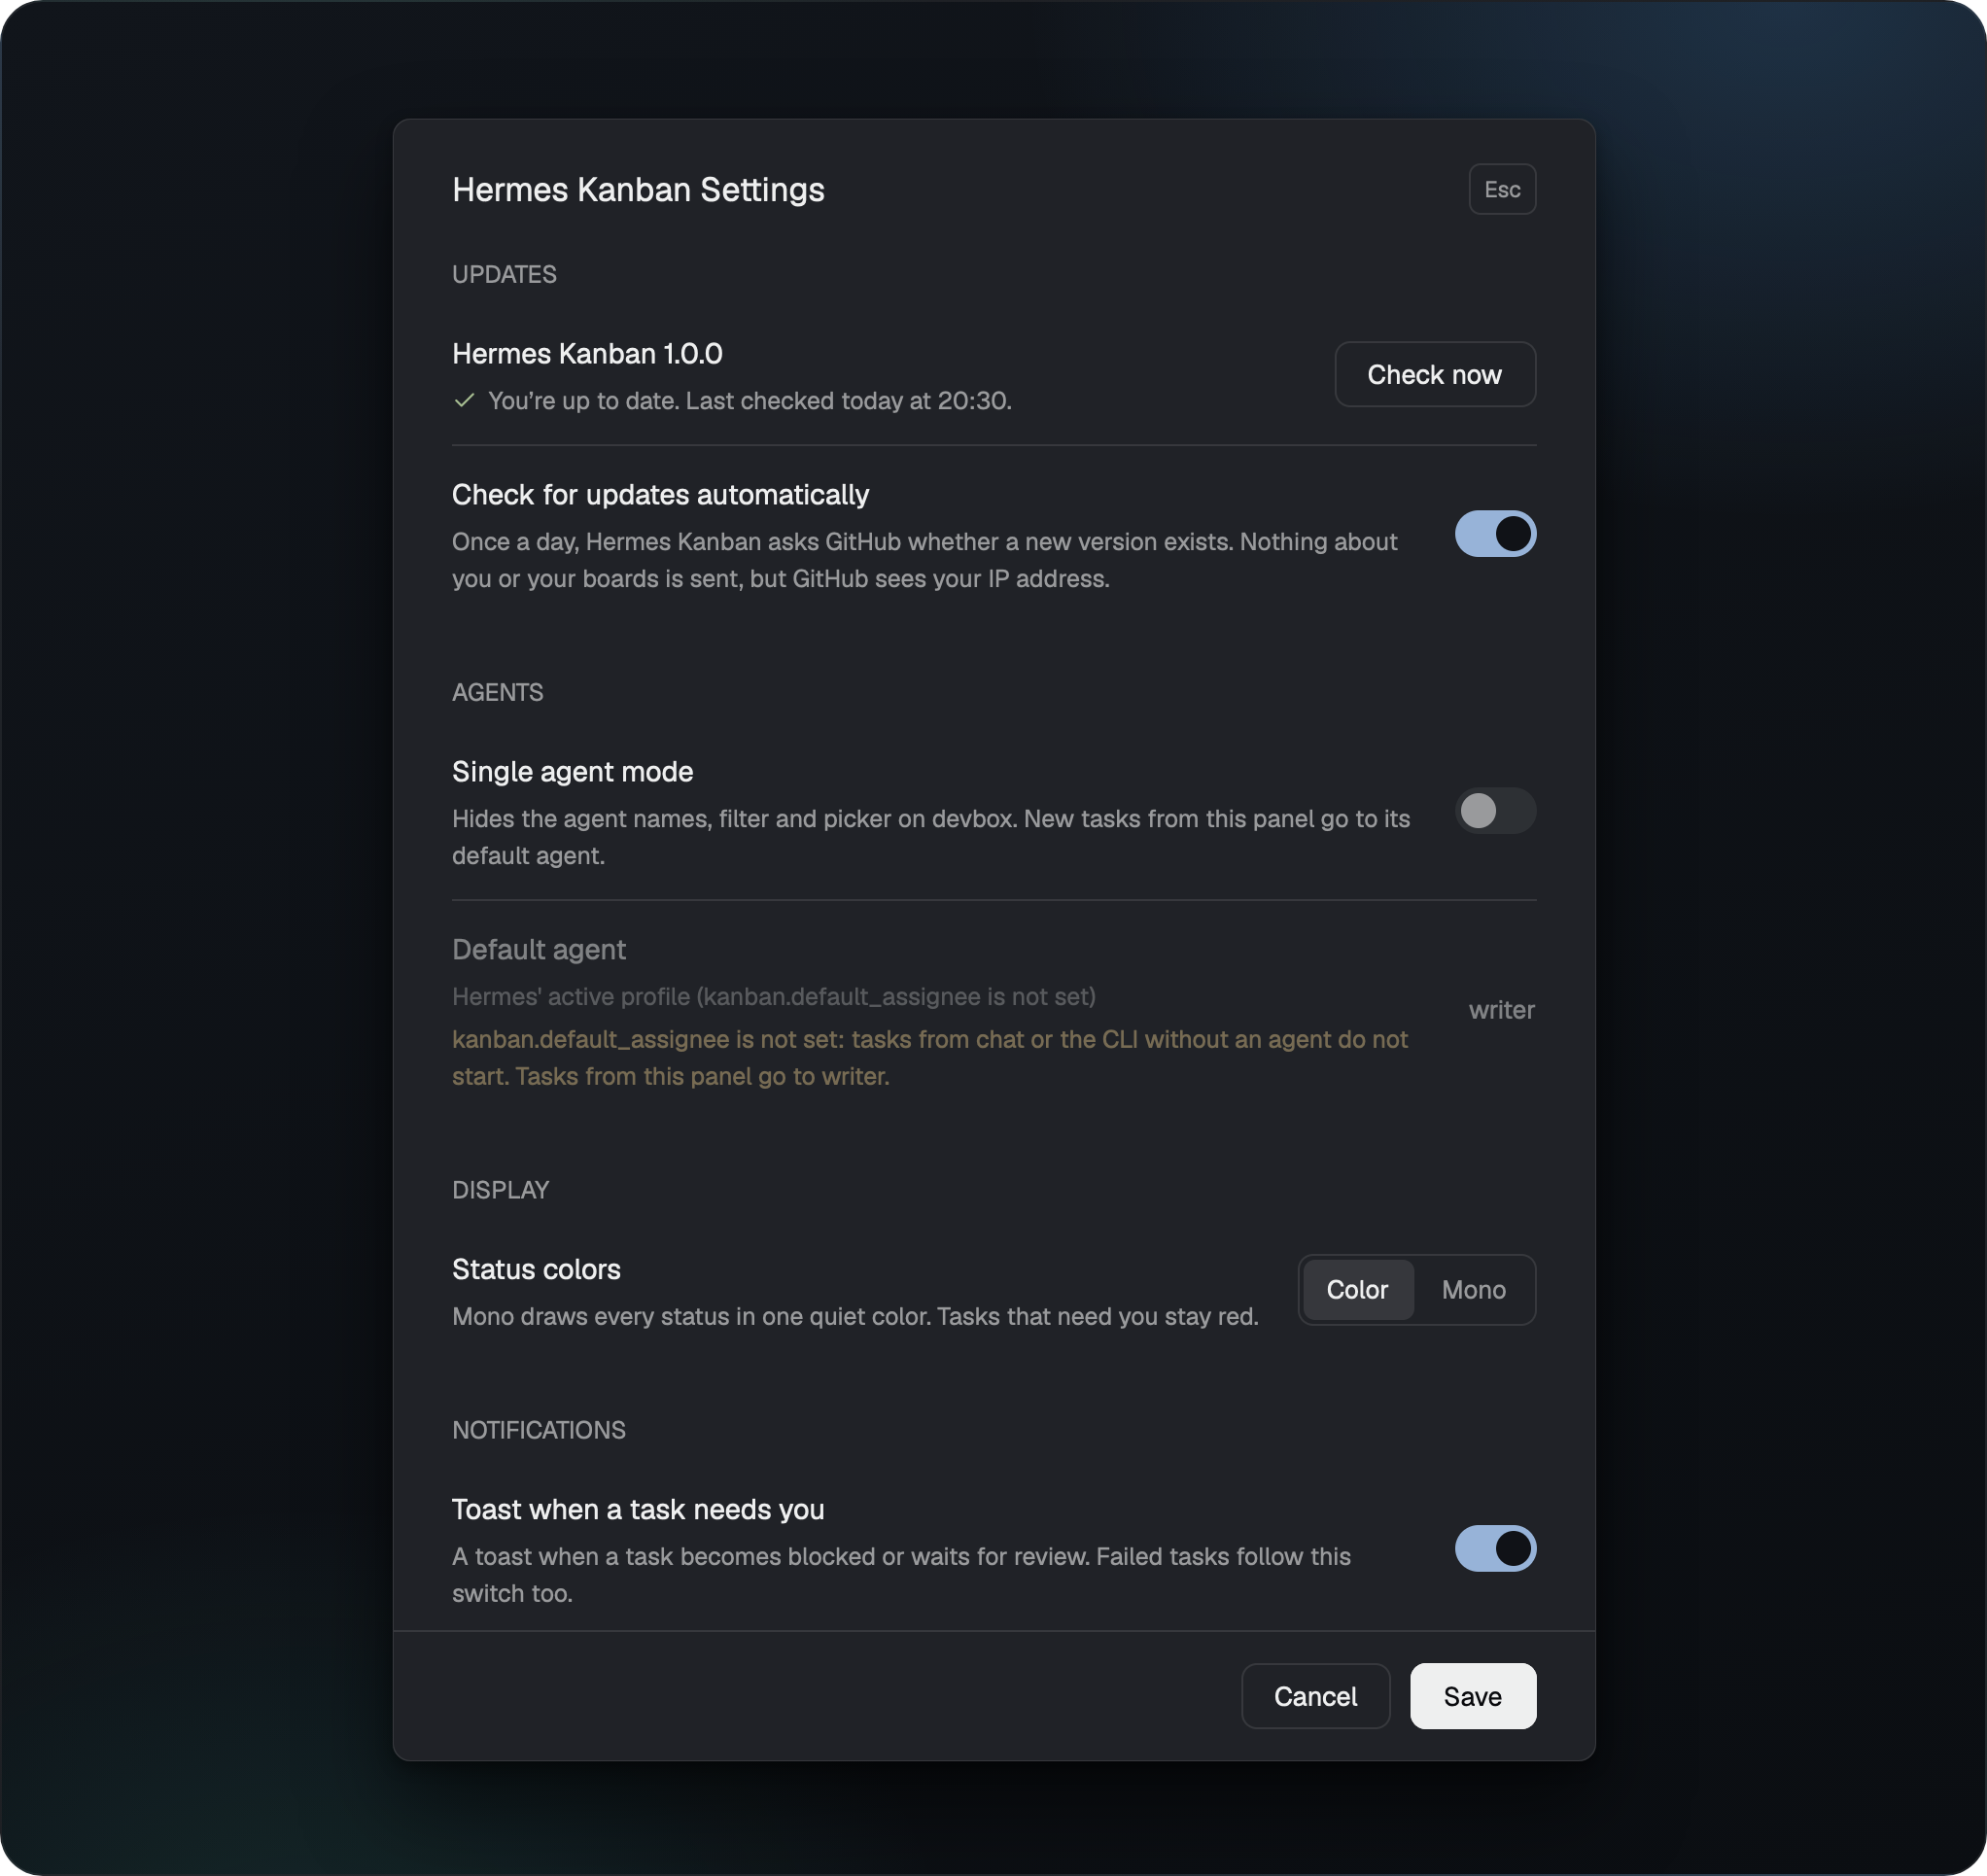 Hermes Kanban Settings
Esc
UPDATES
Hermes Kanban 1.0.0
You’re up to date. Last checked today at 20:30.
Check now
Check for updates automatically
Once a day, Hermes Kanban asks GitHub whether a new version exists. Nothing about
you or your boards is sent, but GitHub sees your IP address.
AGENTS
Single agent mode
Hides the agent names, filter and picker on devbox. New tasks from this panel go to its
default agent.
Default agent
Hermes' active profile (kanban.default_assignee is not set)
writer
kanban.default_assignee is not set: tasks from chat or the CLI without an agent do not
start. Tasks from this panel go to writer.
DISPLAY
Status colors
Mono draws every status in one quiet color. Tasks that need you stay red.
Color
Mono
NOTIFICATIONS
Toast when a task needs you
A toast when a task becomes blocked or waits for review. Failed tasks follow this
switch too.
Cancel
Save